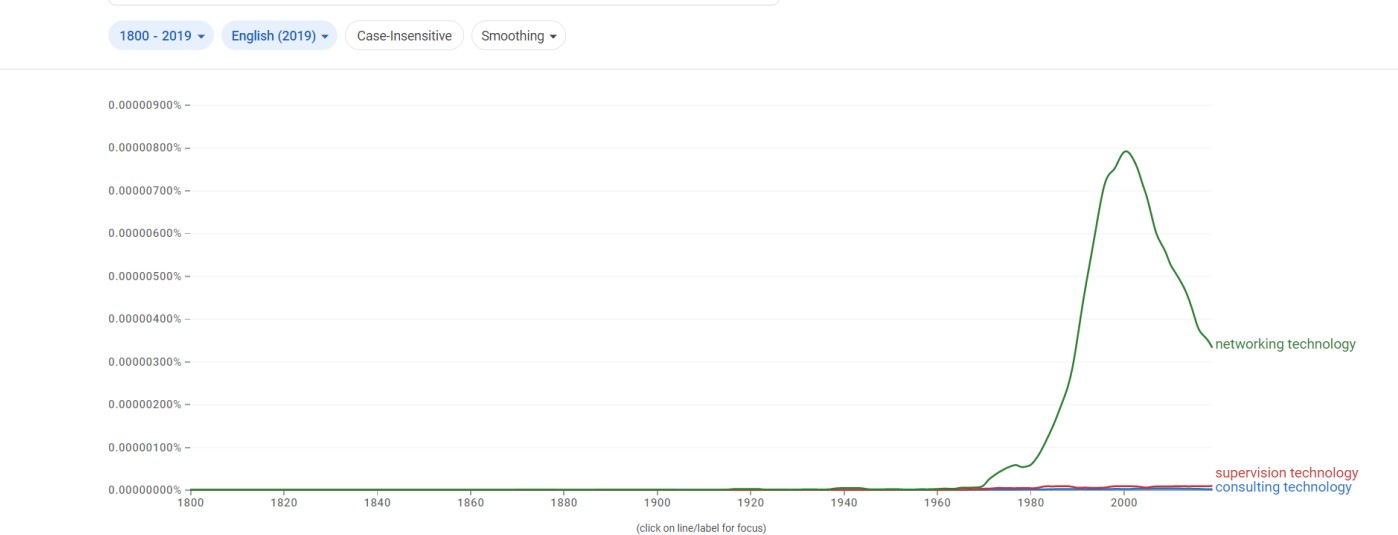 1800 - 2019 English (2019) Case-Insensitive Smoothing
0.00000900%
0.00000800%
0.00000700%
0.00000600%
0.00000500%
0.00000400%
networking technology
0.00000300%
0.00000200%
0.00000100%
supervision technology
consulting technology
0.00000000%
1800 1820 1840 1860 1880 1900 1920 1940 1960 1980 2000
(click on line/label for focus)